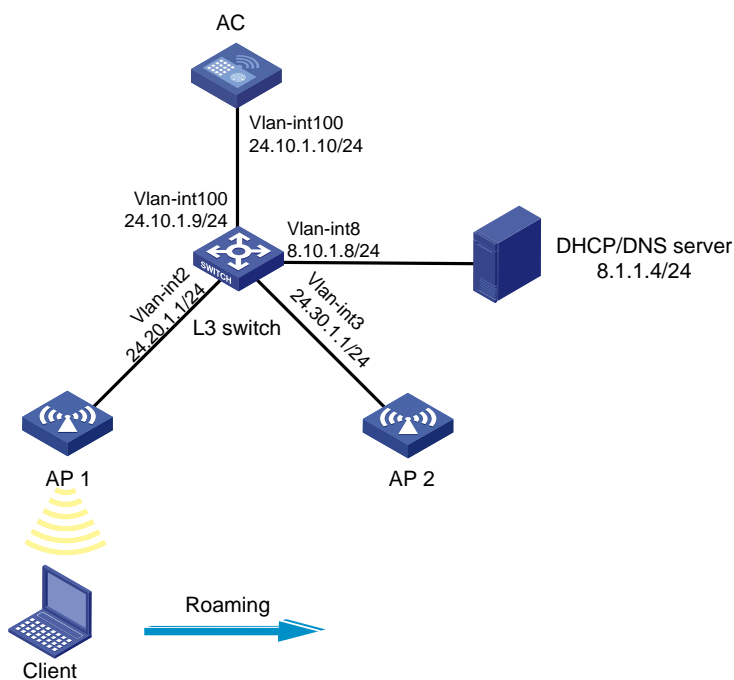 AC
Vlan-int100
24.10.1.10/24
Vlan-int100
24.10.1.9/24
Vlan-int8
8.10.1.8/24
DHCP/DNS server
8.1.1.4/24
SWITCH
L3 switch
Vlan-int2
24.20.1.1/24
Vlan-int3
24.30.1.1/24
AP 1
AP 2
Roaming
Client